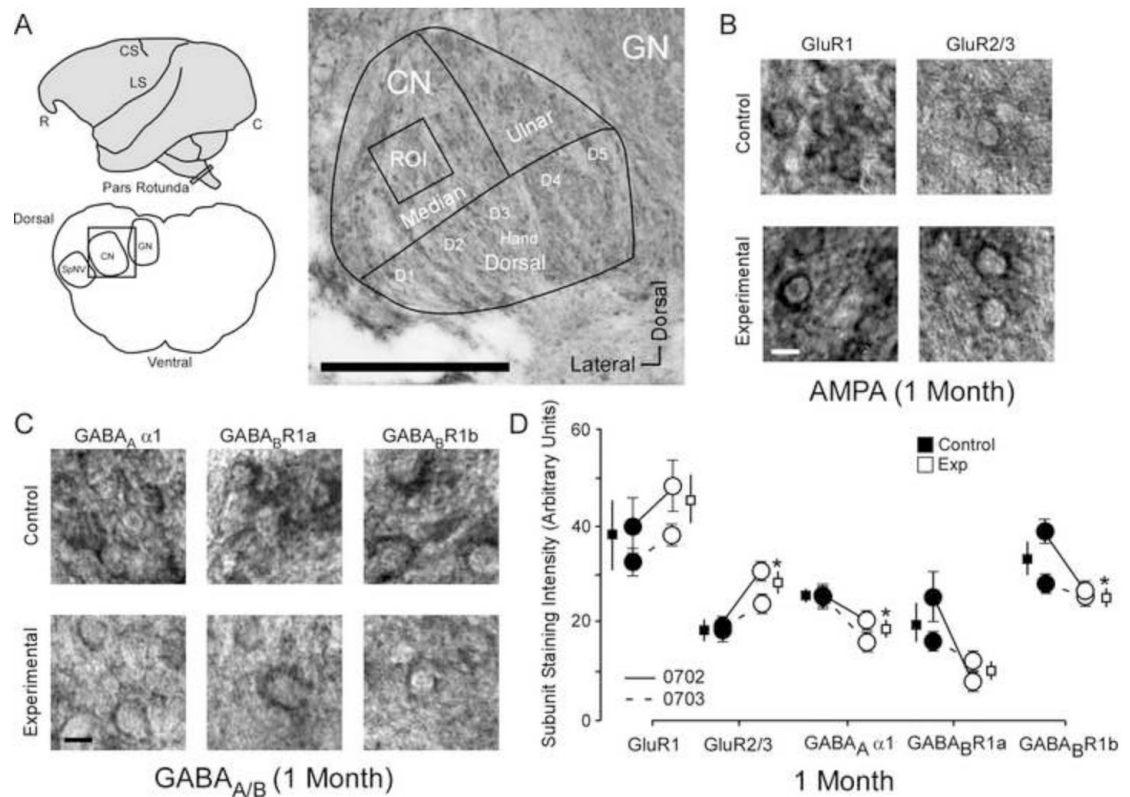 A
CS
LS
R
C
Pars Rotunda
Dorsal
SpNV
CN
GN
Ventral
CN
GN
ROI
Ulnar
Median
D5
D4
D3
D2
D1
Hand
Dorsal
Dorsal
Lateral
B
GluR1
GluR2/3
Control
Experimental
AMPA (1 Month)
C
GABAA α1
GABABR1a
GABABR1b
Control
Experimental
GABAA/B (1 Month)
D
Subunit Staining Intensity (Arbitrary Units)
60
40
20
0
Control
Exp
* * *
0702
0703
GluR1 GluR2/3 GABAA α1 GABABR1a GABABR1b
1 Month